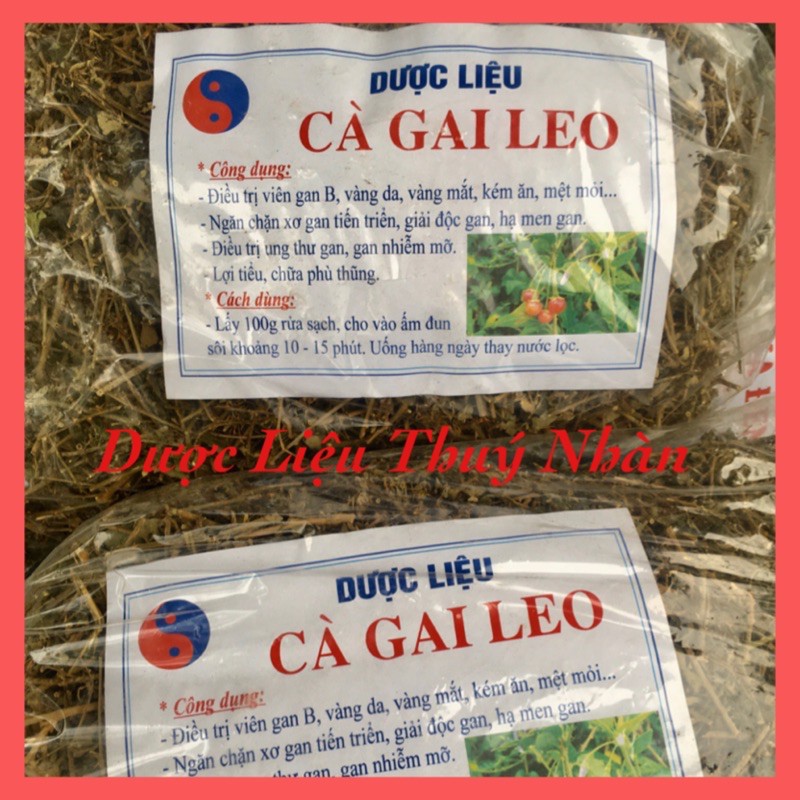 DƯỢC LIỆU
CÀ GAI LEO
* Công dụng:
- Điều trị viên gan B, vàng da, vàng mắt, kém ăn, mệt mỏi...
- Ngăn chặn xơ gan tiến triển, giải độc gan, hạ men gan.
- Điều trị ung thư gan, gan nhiễm mỡ.
- Lợi tiểu, chữa phù thũng.
* Cách dùng:
- Lấy 100g rửa sạch, cho vào ấm đun
sôi khoảng 10 - 15 phút. Uống hàng ngày thay nước lọc.
Dược Liệu Thuý Nhàn
DƯỢC LIỆU
CÀ GAI LEO
* Công dụng:
- Điều trị viên gan B, vàng da, vàng mắt, kém ăn, mệt mỏi...
- Ngăn chặn xơ gan tiến triển, giải độc gan, hạ men gan.
thư gan, gan nhiễm mỡ.